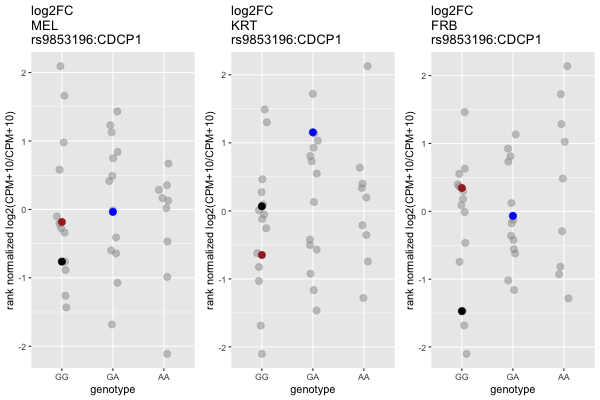 log2FC
MEL
rs9853196:CDCP1
rank normalized log2(CPM+10/CPM+10)
2
1
0
-1
-2
GG GA AA
genotype
log2FC
KRT
rs9853196:CDCP1
rank normalized log2(CPM+10/CPM+10)
2
1
0
-1
-2
GG GA AA
genotype
log2FC
FRB
rs9853196:CDCP1
rank normalized log2(CPM+10/CPM+10)
2
1
0
-1
-2
GG GA AA
genotype